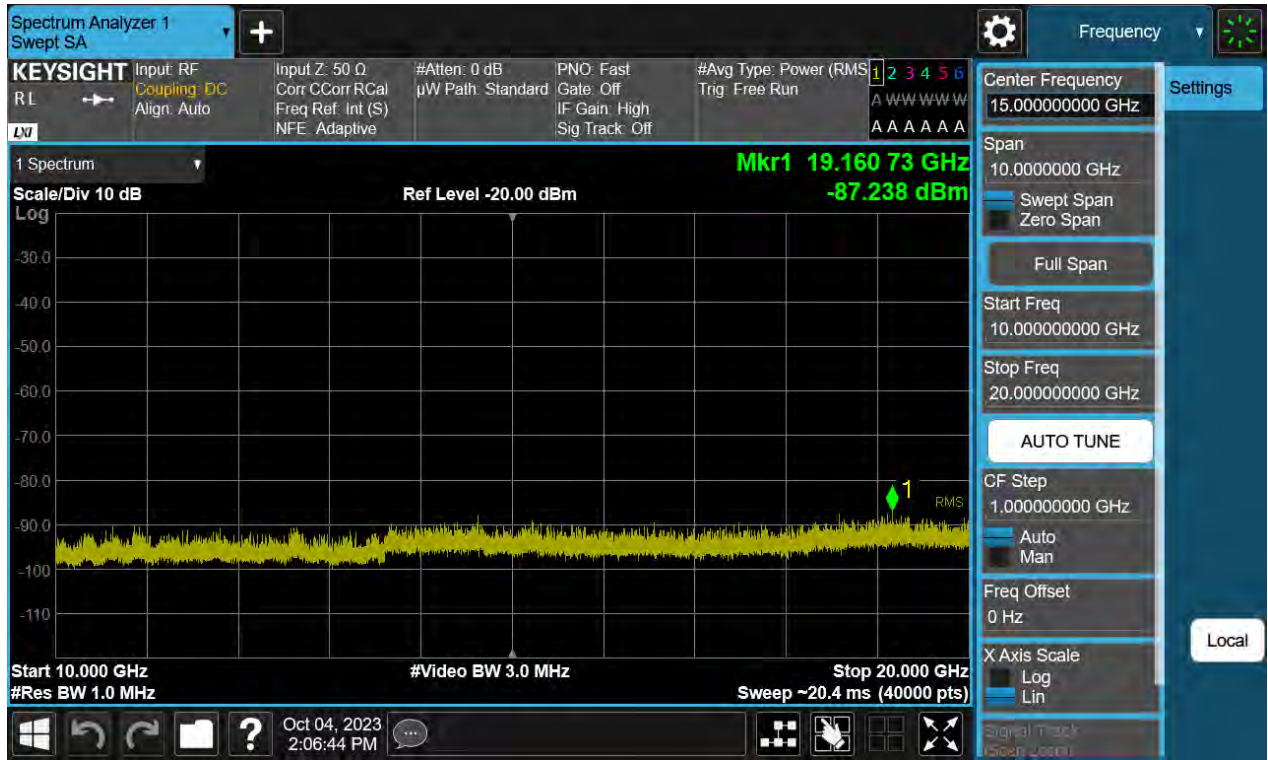 Spectrum Analyzer 1
Swept SA
Frequency
KEYSIGHT
RL
LXI
Input: RF
Coupling: DC
Align: Auto
Input Z: 50 Ω
Corr CCorr RCal
Freq Ref: Int (S)
NFE: Adaptive
#Atten: 0 dB
µW Path: Standard
PNO: Fast
Gate: Off
IF Gain: High
Sig Track: Off
#Avg Type: Power (RMS
Trig: Free Run
1 2 3 4 5 6
A W W W W W
A A A A A A
1 Spectrum
Mkr1 19.160 73 GHz
Scale/Div 10 dB
Ref Level -20.00 dBm
-87.238 dBm
Log
-30.0
-40.0
-50.0
-60.0
-70.0
-80.0
1
RMS
-90.0
-100
-110
Start 10.000 GHz
#Video BW 3.0 MHz
Stop 20.000 GHz
#Res BW 1.0 MHz
Sweep ~20.4 ms (40000 pts)
Center Frequency
15.000000000 GHz
Settings
Span
10.0000000 GHz
Swept Span
Zero Span
Full Span
Start Freq
10.000000000 GHz
Stop Freq
20.000000000 GHz
AUTO TUNE
CF Step
1.000000000 GHz
Auto
Man
Freq Offset
0 Hz
Local
X Axis Scale
Log
Lin
Signal Track
(Span Zoom)
?
Oct 04, 2023
2:06:44 PM